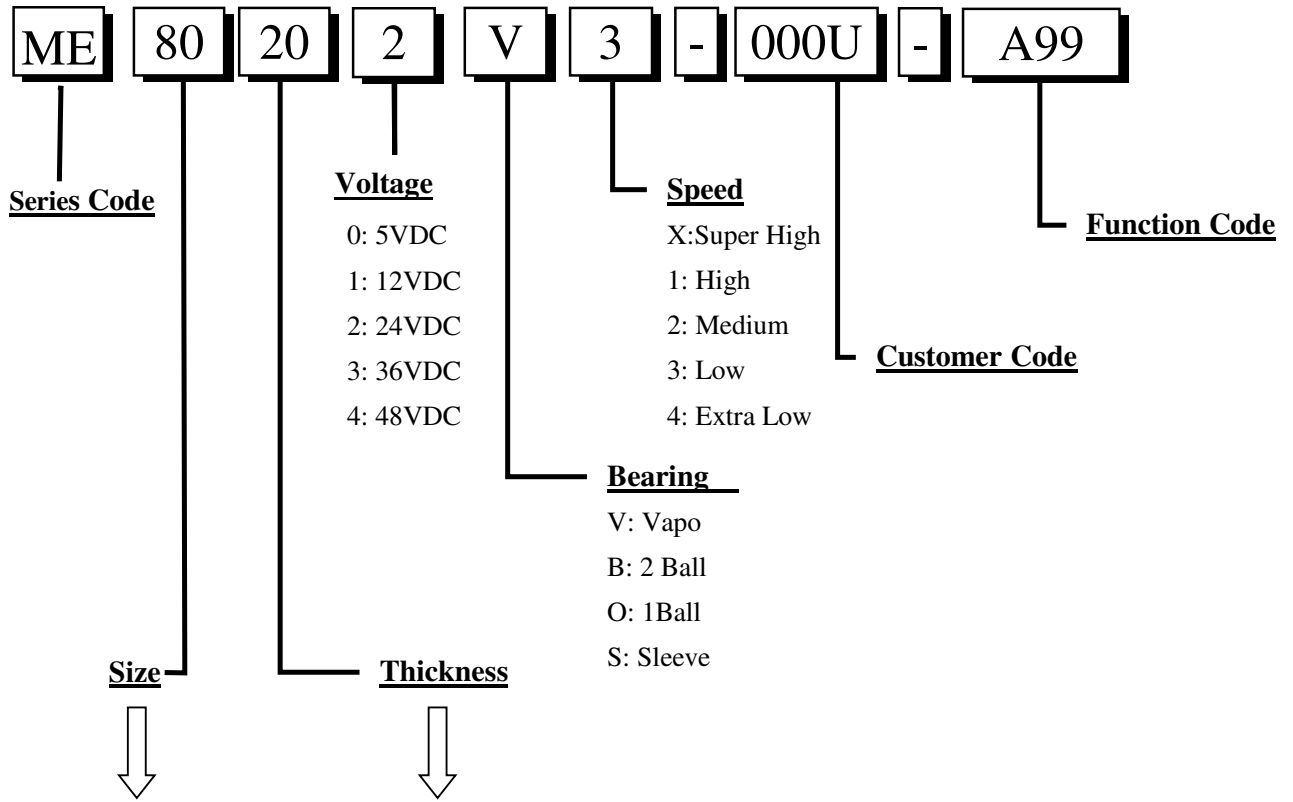 ME 80 20 2 V 3 - 000U - A99
Series Code
Voltage
0: 5VDC
1: 12VDC
2: 24VDC
3: 36VDC
4: 48VDC
Speed
X:Super High
1: High
2: Medium
3: Low
4: Extra Low
Function Code
Customer Code
Bearing
V: Vapo
B: 2 Ball
O: 1Ball
S: Sleeve
Size
Thickness